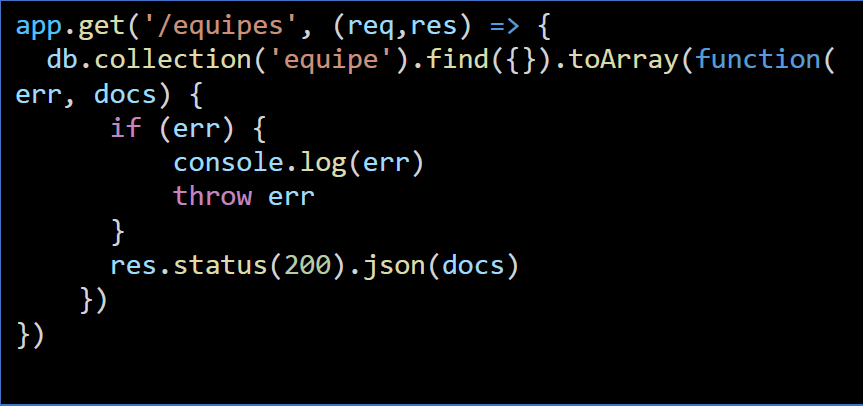 app.get('/equipes', (req,res) => {
  db.collection('equipe').find({}).toArray(function(
err, docs) {
      if (err) {
          console.log(err)
          throw err
      }
      res.status(200).json(docs)
    })
})